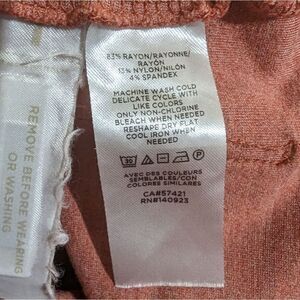 83% RAYON/RAYONNE/
RAYÓN
13% NYLON/NILÓN
4% SPANDEX
MACHINE WASH COLD
DELICATE CYCLE WITH
LIKE COLORS
ONLY NON-CHLORINE
BLEACH WHEN NEEDED
RESHAPE DRY FLAT
COOL IRON WHEN
NEEDED
30
P
AVEC DES COULEURS
SEMBLABLES/CON
COLORES SIMILARES
CA#57421
RN#140923
REMOVE BEFORE WEARING
OR WASHING